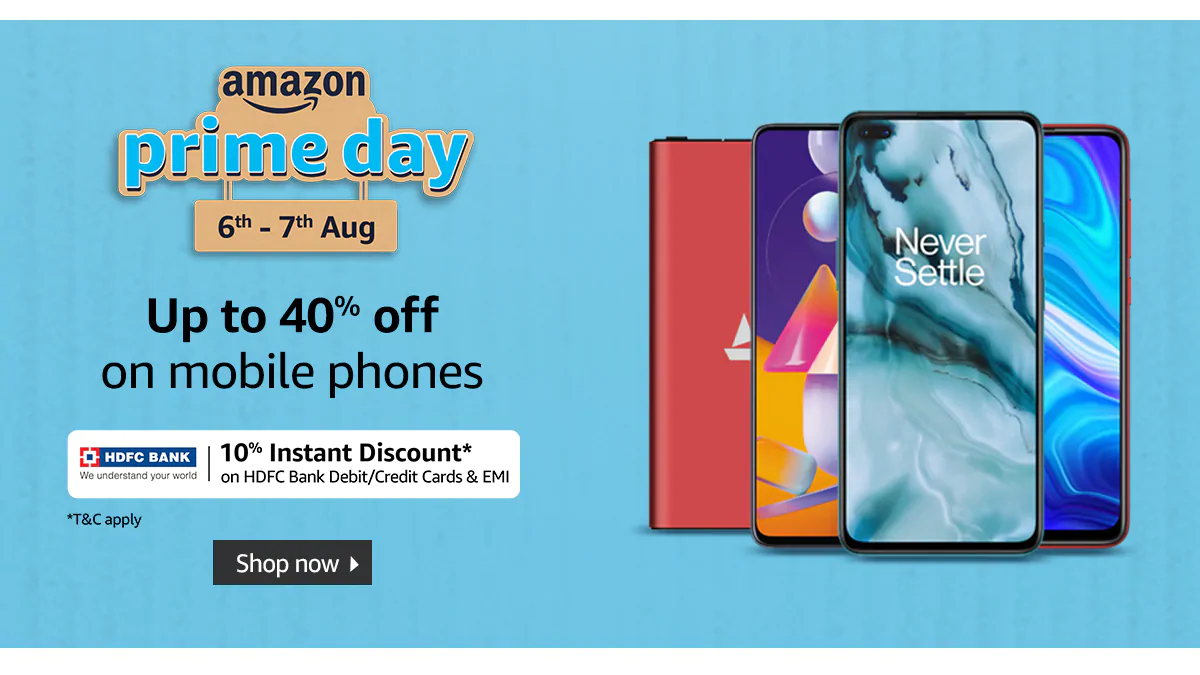 amazon
prime day
6th - 7th Aug
Up to 40% off
on mobile phones
HDFC BANK
We understand your world
10% Instant Discount*
on HDFC Bank Debit/Credit Cards & EMI
*T&C apply
Shop now
Never
Settle